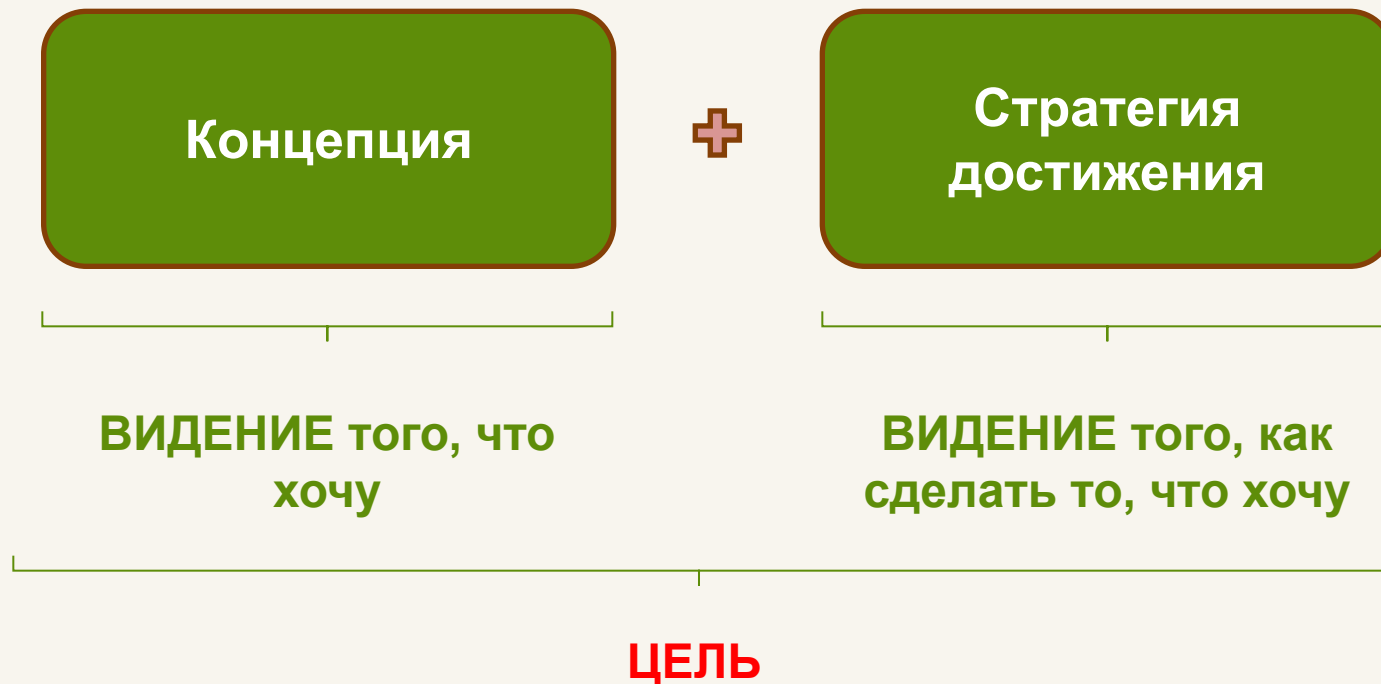 Концепция
Стратегия
достижения
ВИДЕНИЕ того, что
хочу
ВИДЕНИЕ того, как
сделать то, что хочу
ЦЕЛЬ